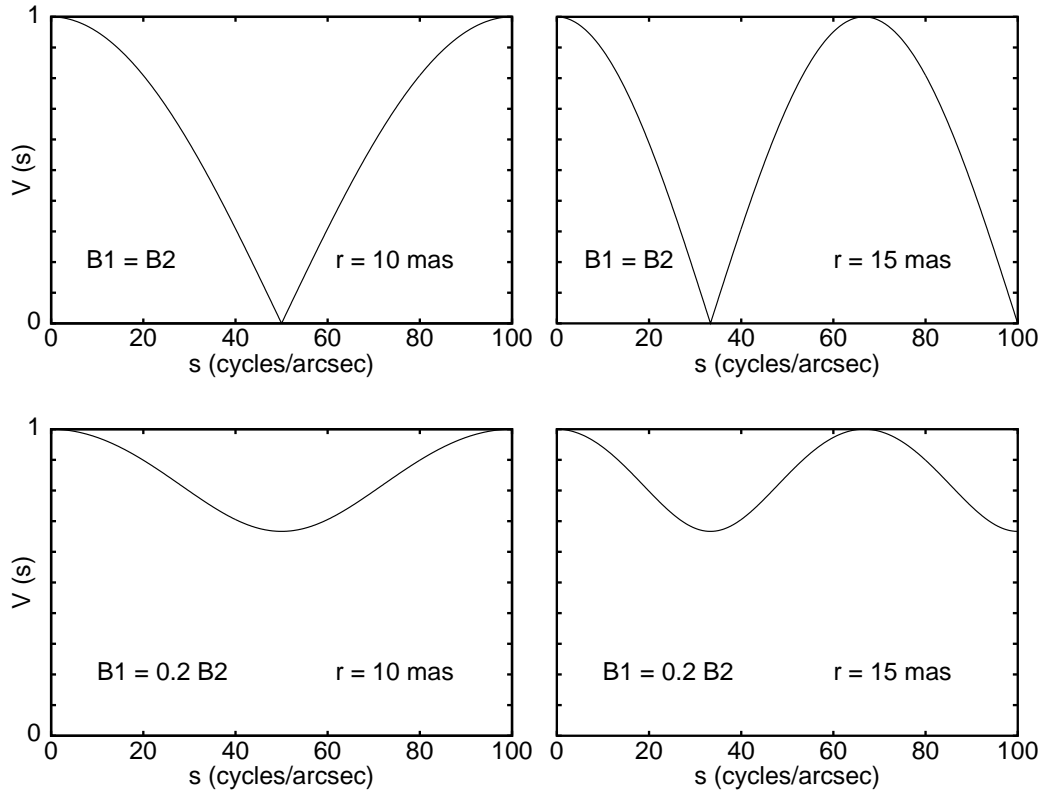 1
V (s)
B1 = B2
r = 10 mas
0
0 20 40 60 80 100
s (cycles/arcsec)
B1 = B2
r = 15 mas
0 20 40 60 80 100
s (cycles/arcsec)
1
V (s)
B1 = 0.2 B2
r = 10 mas
0
0 20 40 60 80 100
s (cycles/arcsec)
B1 = 0.2 B2
r = 15 mas
0 20 40 60 80 100
s (cycles/arcsec)